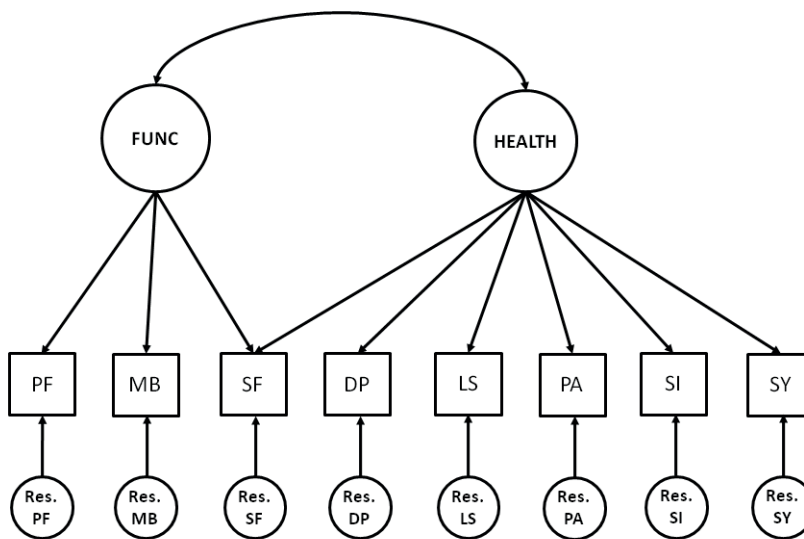 FUNC
HEALTH
PF
MB
SF
DP
LS
PA
SI
SY
Res.
PF
Res.
MB
Res.
SF
Res.
DP
Res.
LS
Res.
PA
Res.
SI
Res.
SY